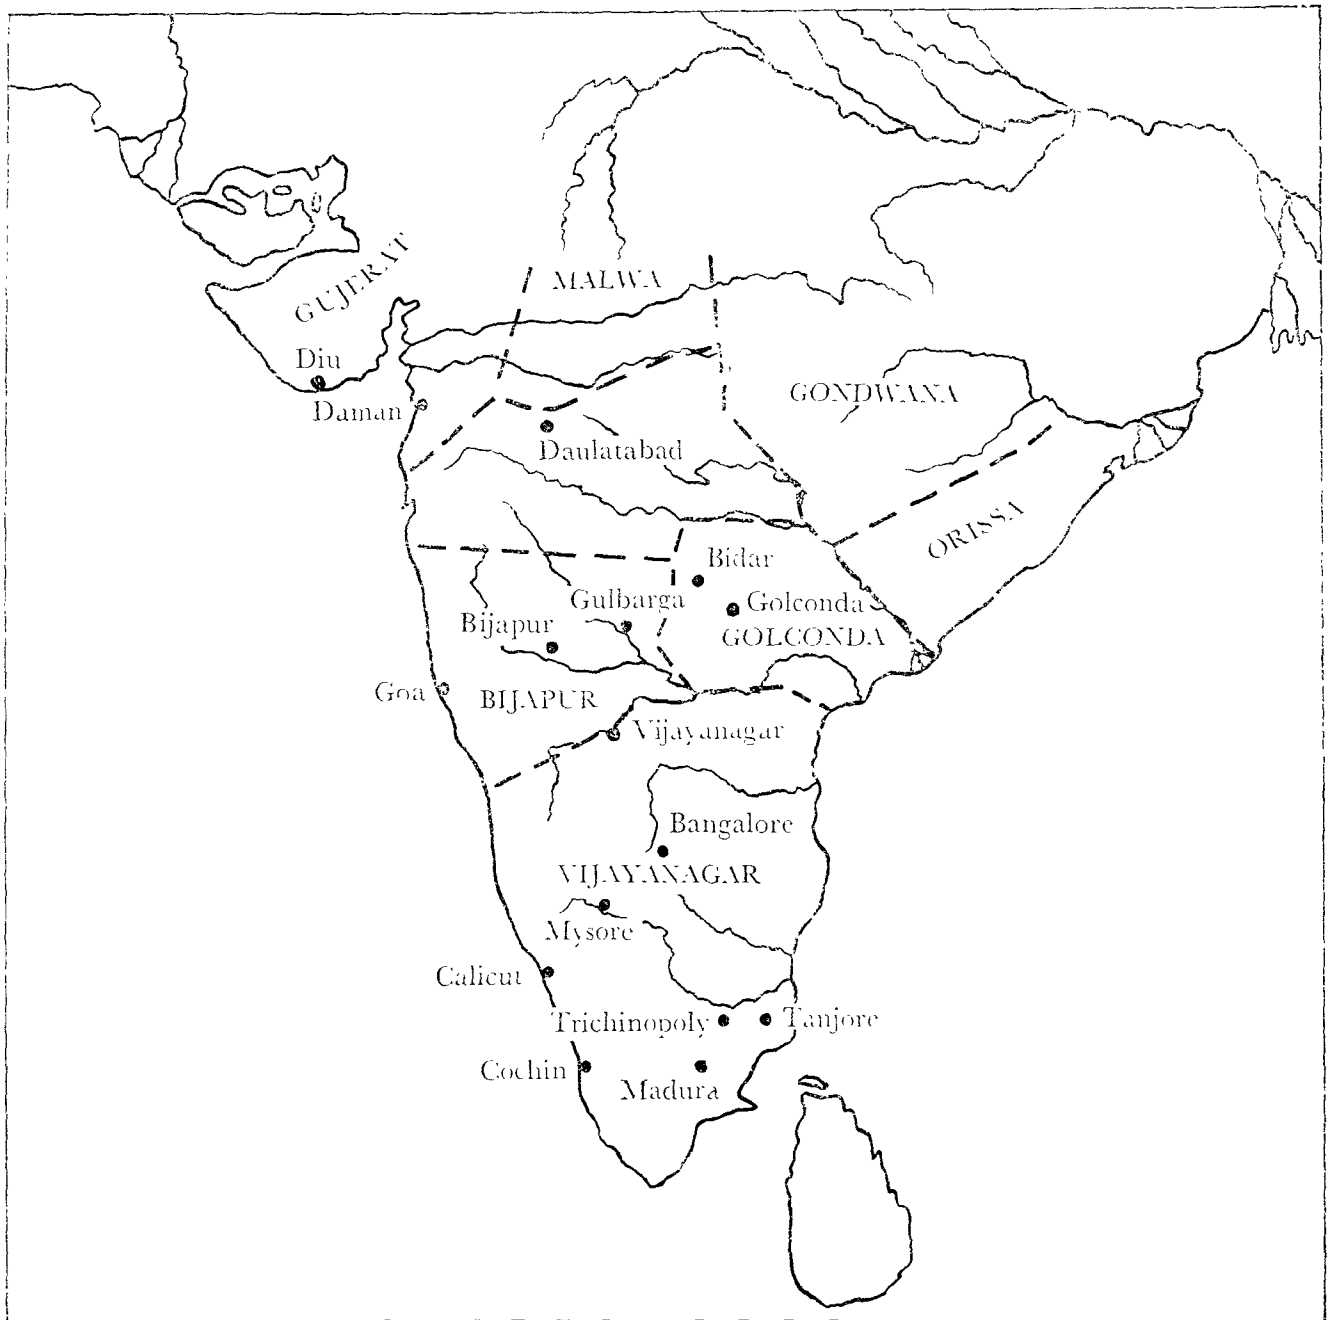 MALWA
GUJERAT
Diu
Daman
GONDWANA
Daulatabad
ORISSA
Bidar
Gulbarga
Golconda
Bijapur
GOLCONDA
Goa
BIJAPUR
Vijayanagar
Bangalore
VIJAYANAGAR
Mysore
Calicut
Trichinopoly
Tanjore
Cochin
Madura